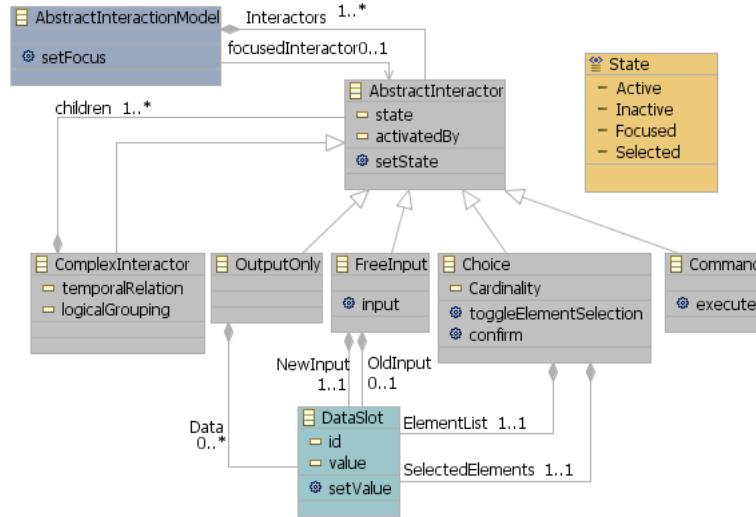 AbstractInteractionModel
setFocus
Interactors 1..*
focusedInteractor0..1
AbstractInteractor
state
activatedBy
setState
State
Active
Inactive
Focused
Selected
children 1..*
ComplexInteractor
temporalRelation
logicalGrouping
OutputOnly
FreeInput
input
Choice
Cardinality
toggleElementSelection
confirm
Command
execute
NewInput
1..1
OldInput
0..1
Data
0..*
DataSlot
id
value
setValue
ElementList 1..1
SelectedElements 1..1